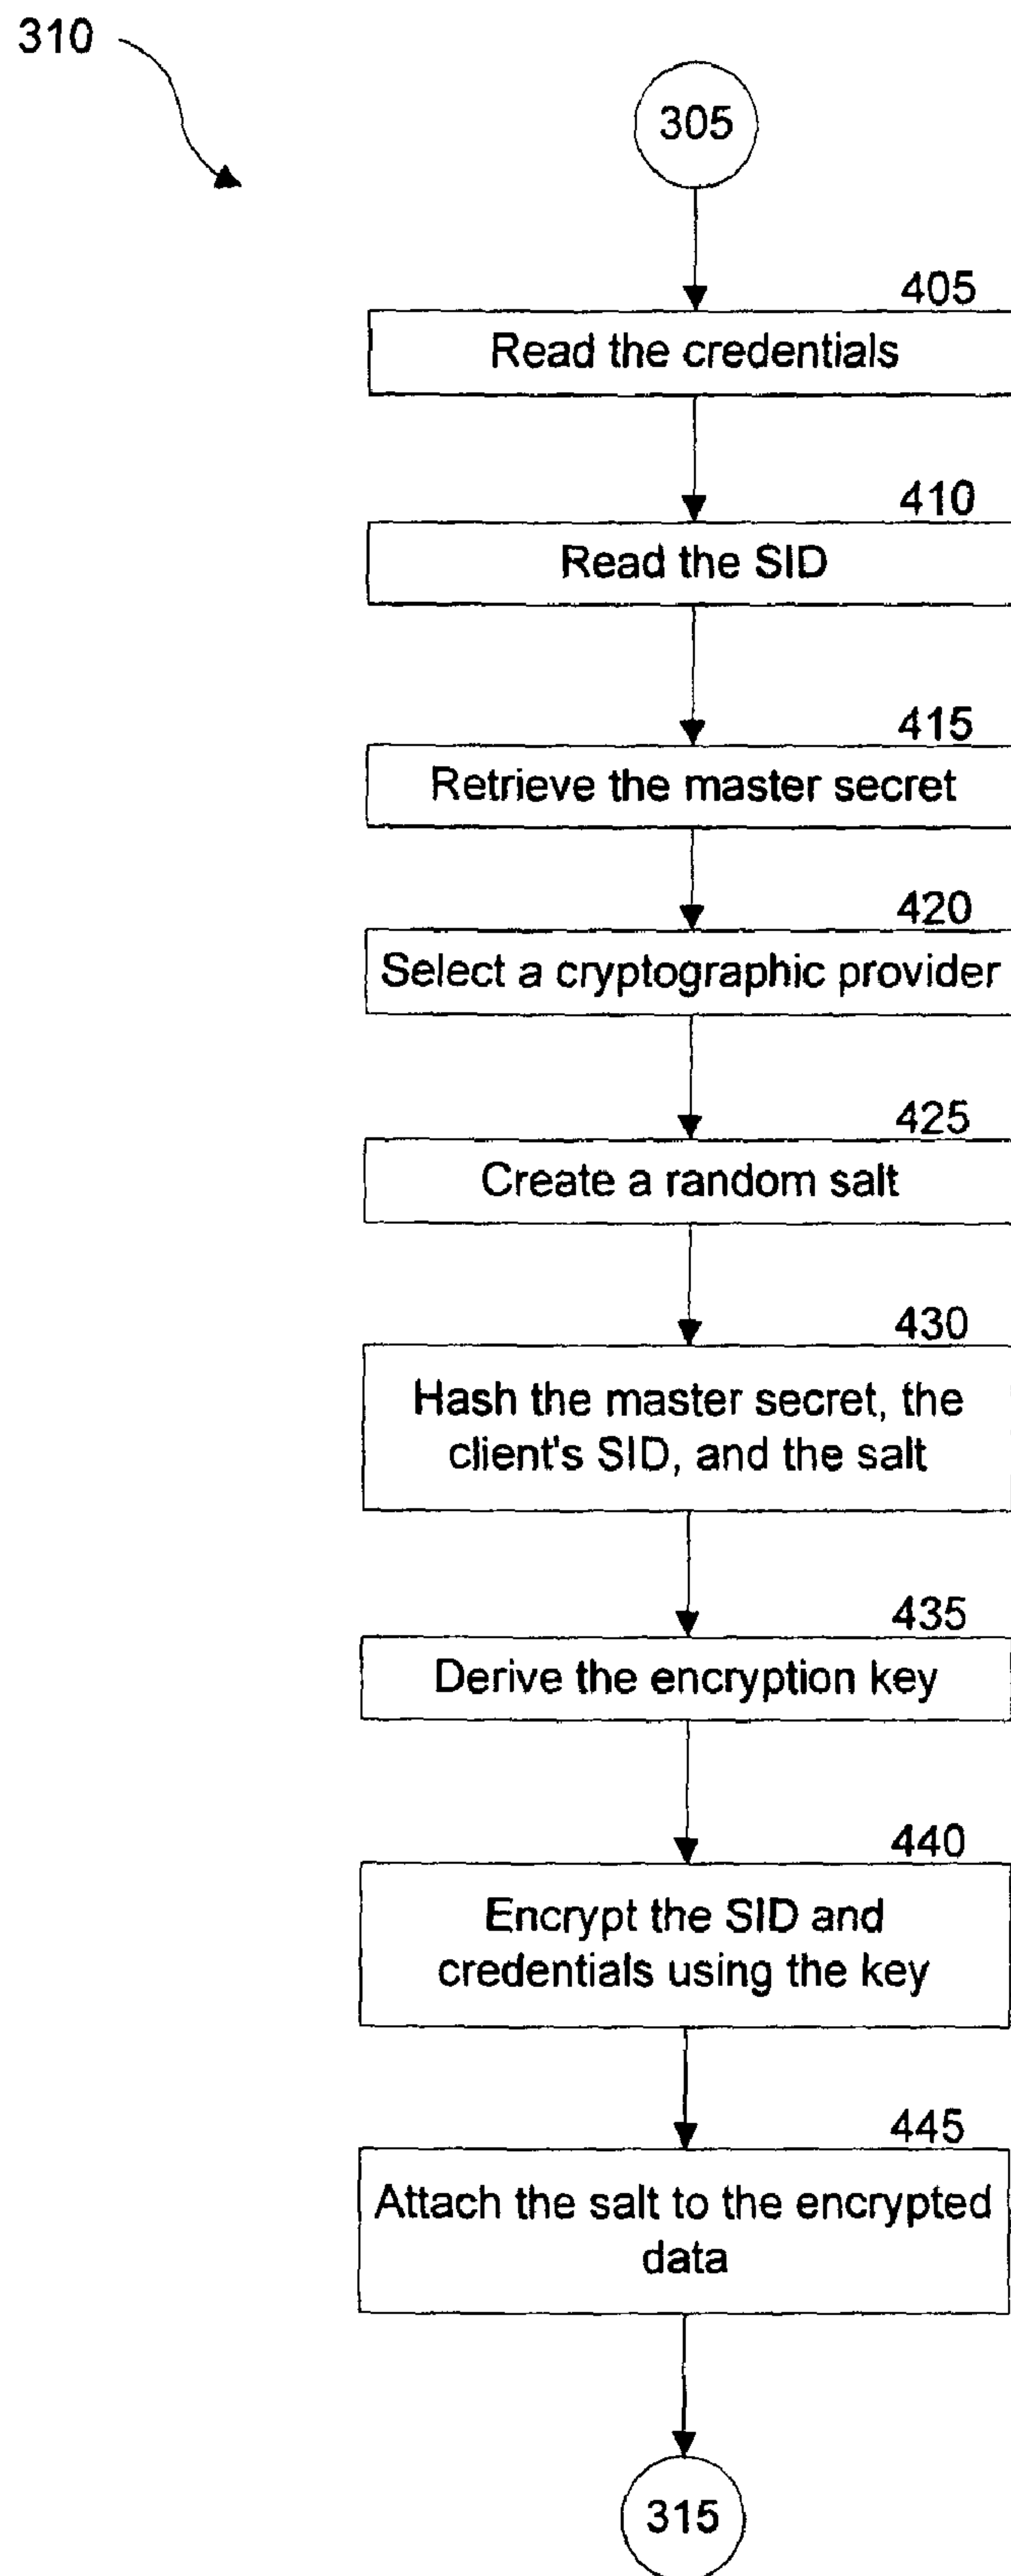 310
305
405
Read the credentials
410
Read the SID
415
Retrieve the master secret
420
Select a cryptographic provider
425
Create a random salt
430
Hash the master secret, the
client's SID, and the salt
435
Derive the encryption key
440
Encrypt the SID and
credentials using the key
445
Attach the salt to the encrypted
data
315